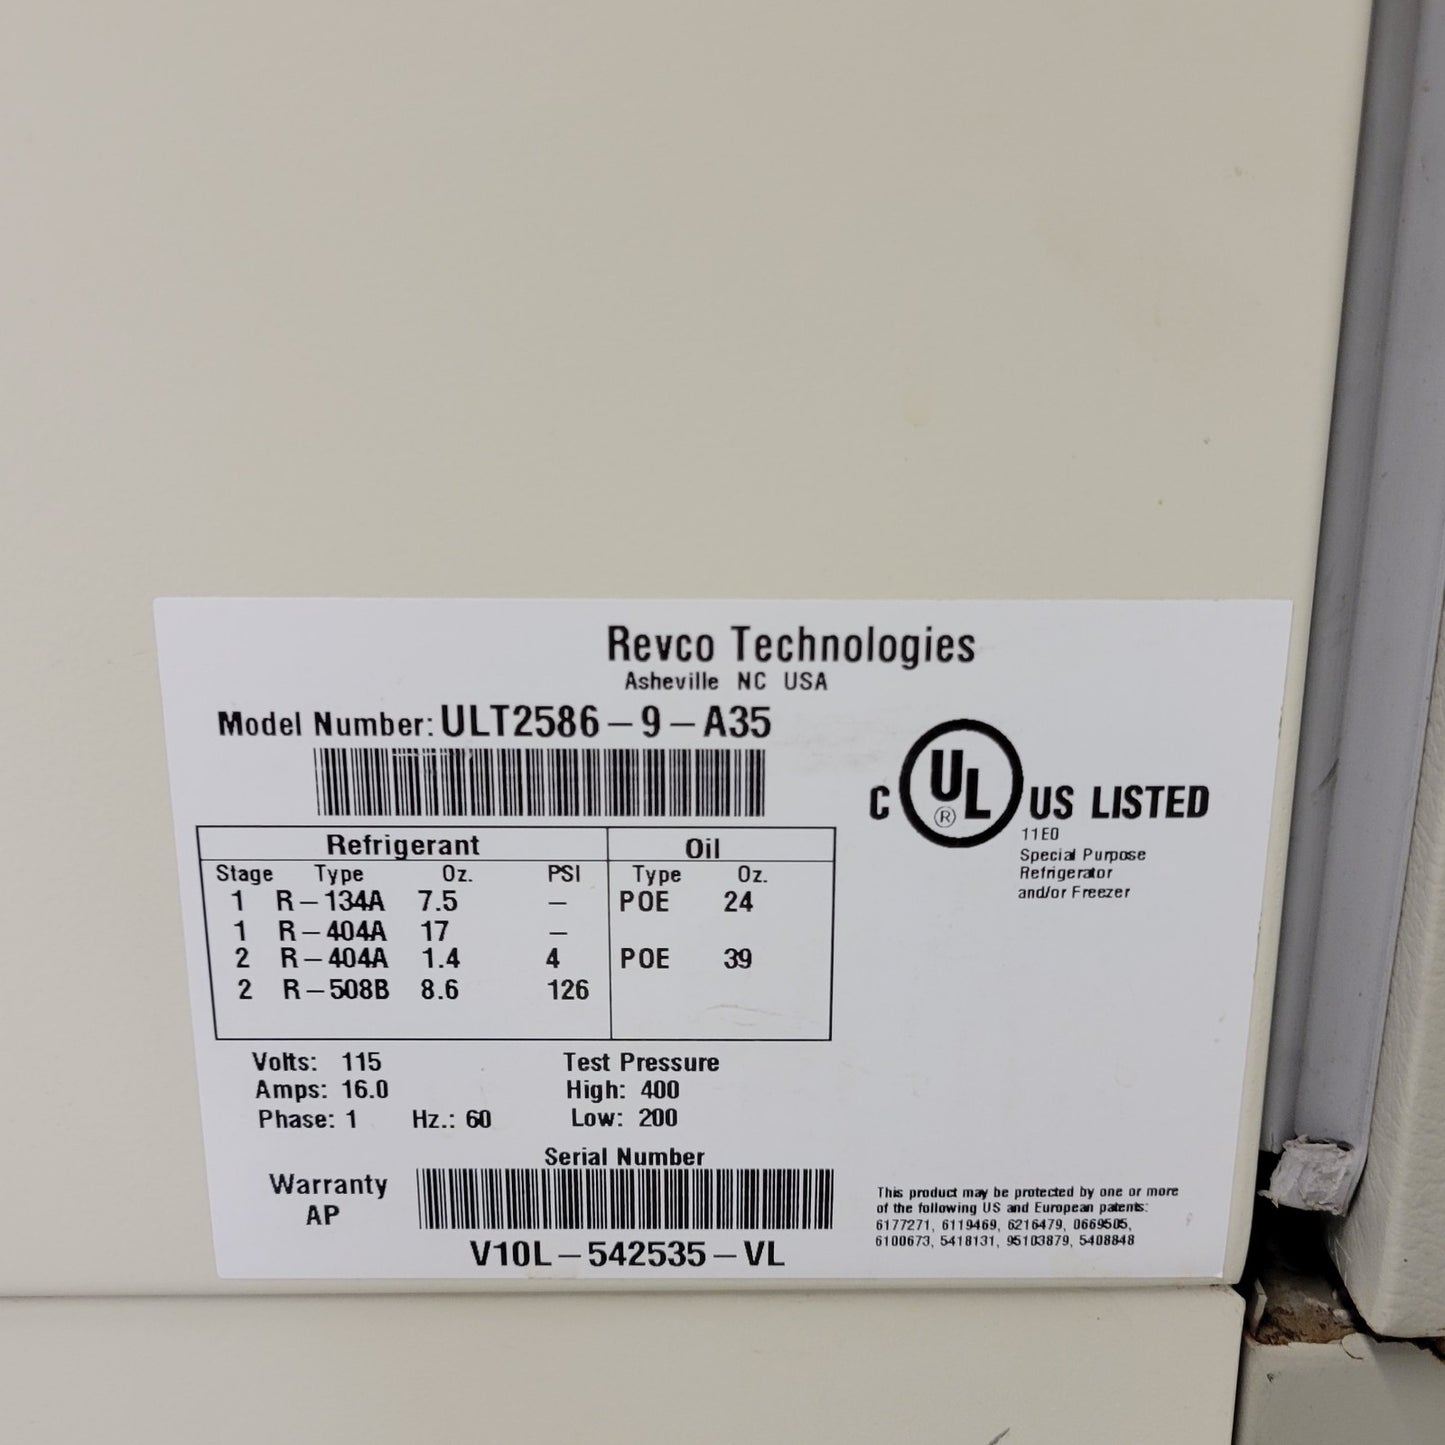 Revco Technologies
Asheville NC USA
Model Number: ULT2586-9-A35
C UL® US LISTED
11E0
Special Purpose
Refrigerator
and/or Freezer
Refrigerant Oil
Stage Type Oz. PSI Type Oz.
1 R-134A 7.5 - POE 24
1 R-404A 17 -
2 R-404A 1.4 4 POE 39
2 R-508B 8.6 126
Volts: 115 Test Pressure
Amps: 16.0 High: 400
Phase: 1 Hz.: 60 Low: 200
Serial Number
Warranty
AP
V10L-542535-VL
This product may be protected by one or more
of the following US and European patents:
6177271, 6119469, 6216479, 0669505,
6100673, 5418131, 95103879, 5408848